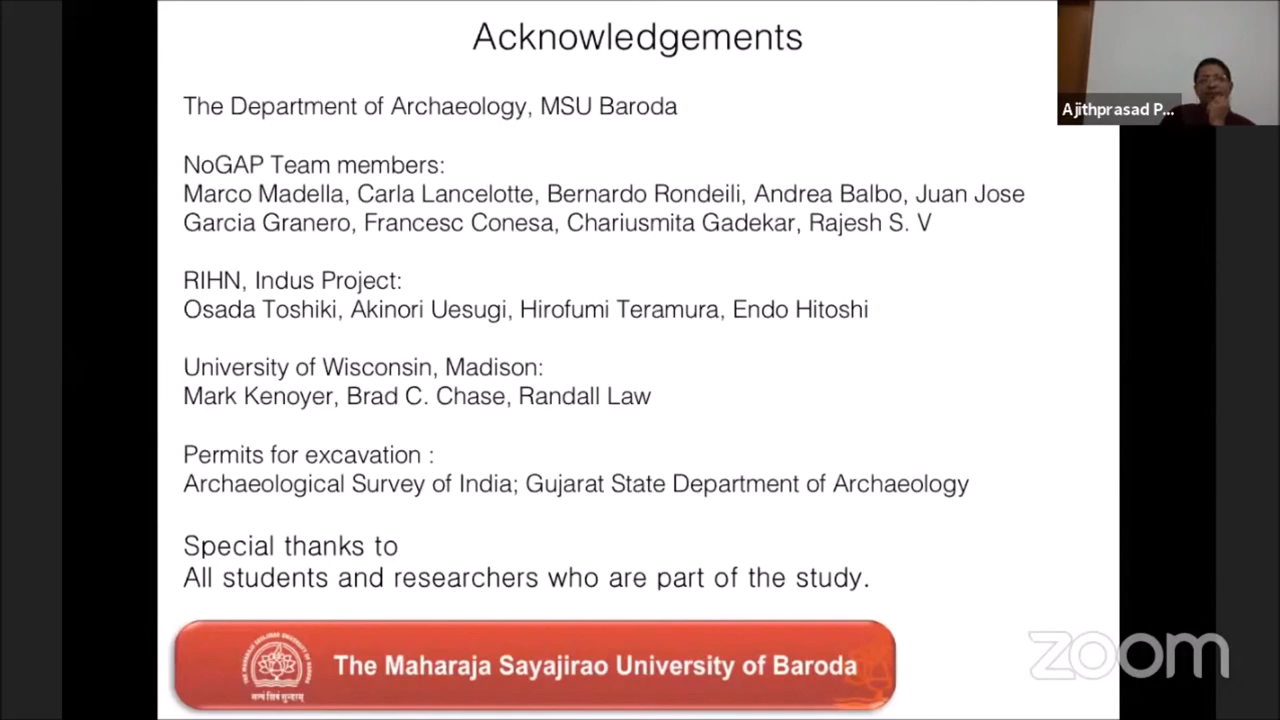 Acknowledgements
Ajithprasad P...
The Department of Archaeology, MSU Baroda
NoGAP Team members:
Marco Madella, Carla Lancelotte, Bernardo Rondeili, Andrea Balbo, Juan Jose
Garcia Granero, Francesc Conesa, Chariusmita Gadekar, Rajesh S. V
RIHN, Indus Project:
Osada Toshiki, Akinori Uesugi, Hirofumi Teramura, Endo Hitoshi
University of Wisconsin, Madison:
Mark Kenoyer, Brad C. Chase, Randall Law
Permits for excavation :
Archaeological Survey of India; Gujarat State Department of Archaeology
Special thanks to
All students and researchers who are part of the study.
The Maharaja Sayajirao University of Baroda
सत्यं शिवं सुन्दरम्
zoom